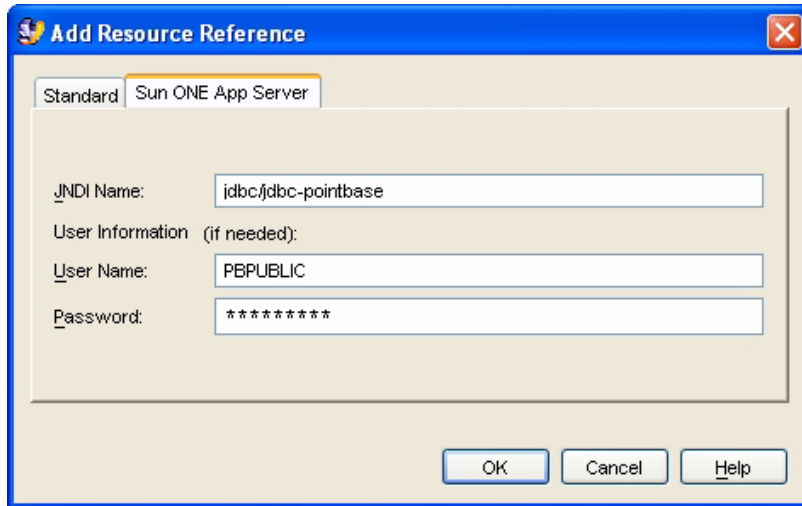 Add Resource Reference
Standard Sun ONE App Server
JNDI Name: jdbc/jdbc-pointbase
User Information (if needed):
User Name: PBPUBLIC
Password: *********
OK Cancel Help